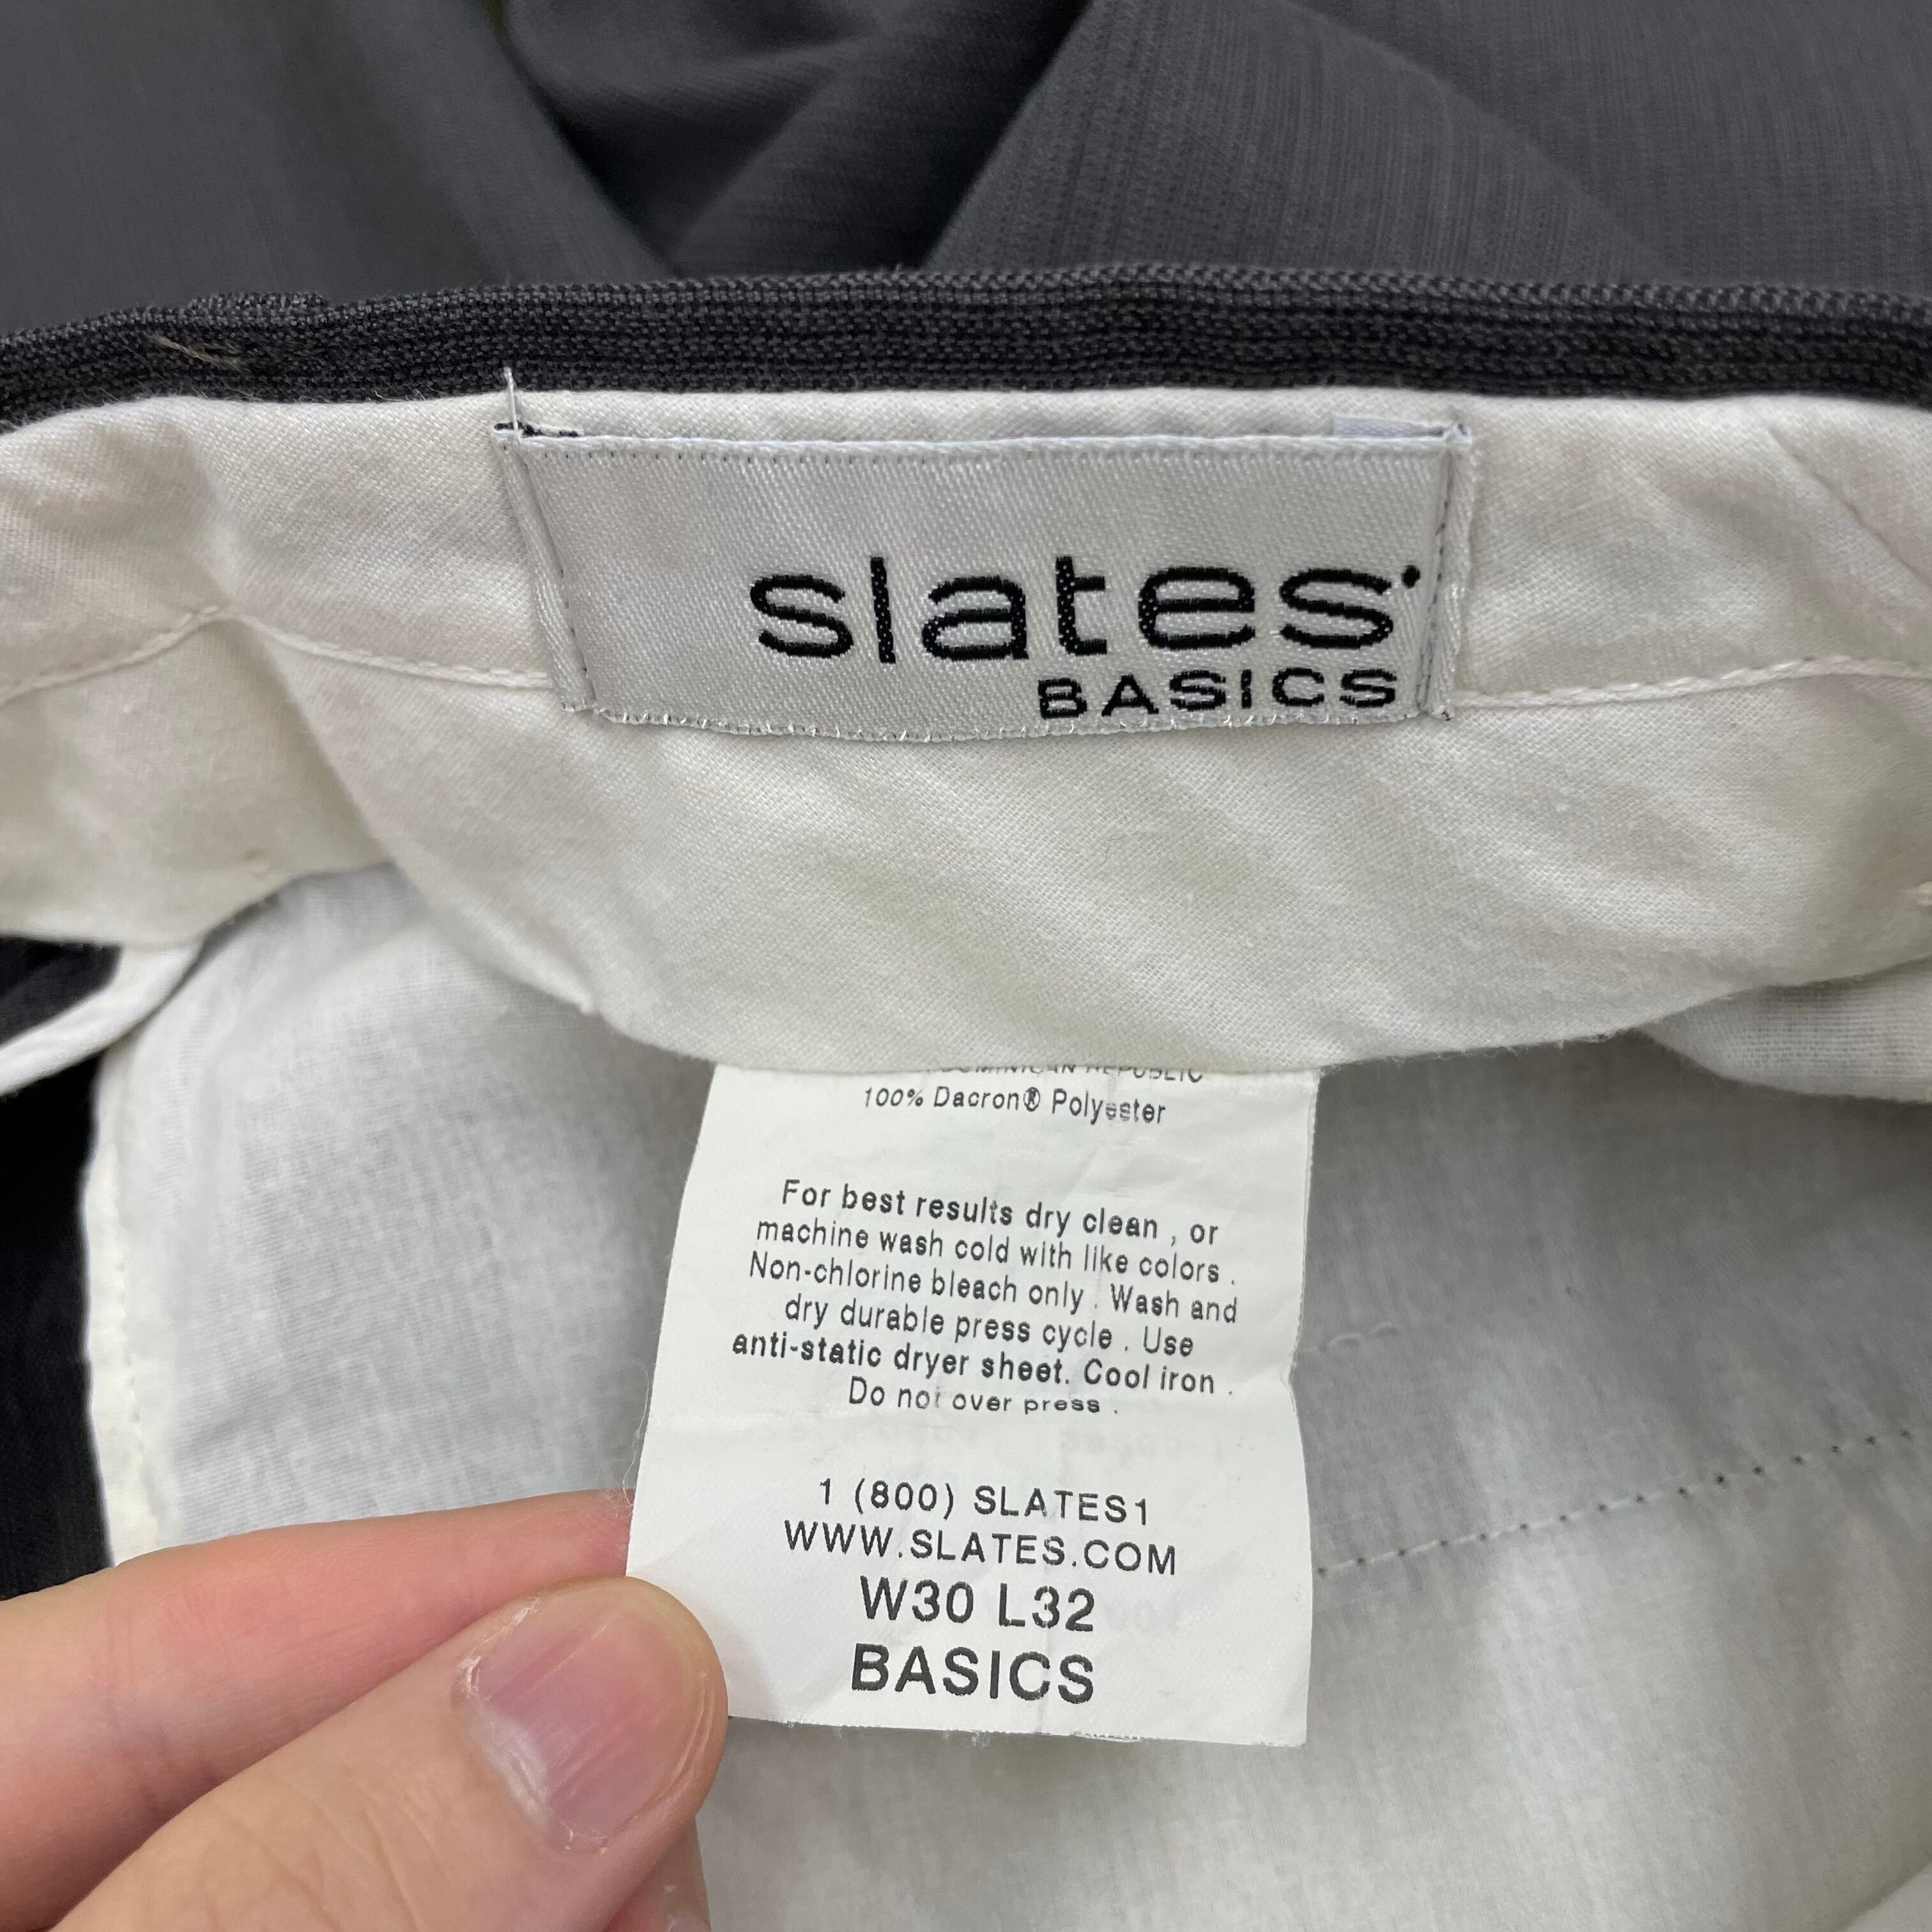 slates
BASICS
DOMINICAN REPUBLIC
100% Dacron® Polyester
For best results dry clean , or
machine wash cold with like colors .
Non-chlorine bleach only . Wash and
dry durable press cycle . Use
anti-static dryer sheet. Cool iron .
Do not over press .
1 (800) SLATES1
WWW.SLATES.COM
W30 L32
BASICS